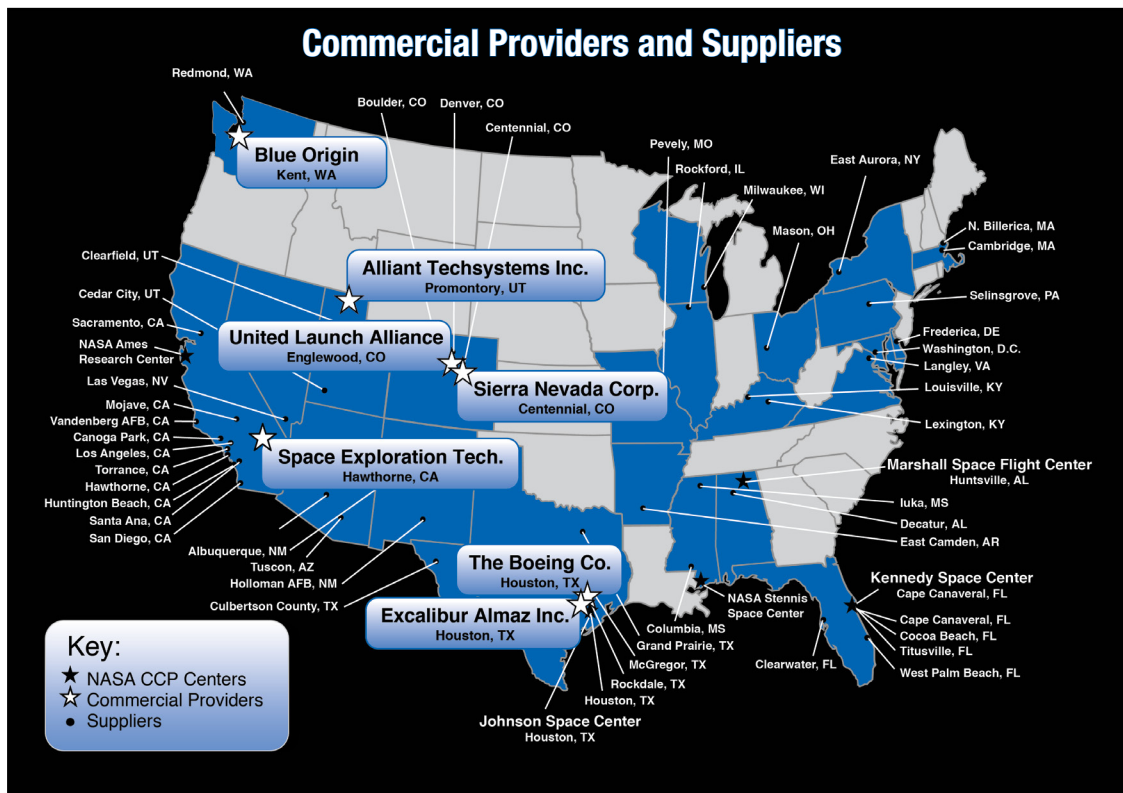 Commercial Providers and Suppliers
Redmond, WA
Boulder, CO
Denver, CO
Centennial, CO
Pevely, MO
Rockford, IL
Milwaukee, WI
East Aurora, NY
Mason, OH
N. Billerica, MA
Cambridge, MA
Selinsgrove, PA
Frederica, DE
Washington, D.C.
Langley, VA
Louisville, KY
Lexington, KY
Blue Origin
Kent, WA
Alliant Techsystems Inc.
Promontory, UT
United Launch Alliance
Englewood, CO
Sierra Nevada Corp.
Centennial, CO
Space Exploration Tech.
Hawthorne, CA
The Boeing Co.
Houston, TX
Excalibur Almaz Inc.
Houston, TX
Clearfield, UT
Cedar City, UT
Sacramento, CA
NASA Ames
Research Center
Las Vegas, NV
Mojave, CA
Vandenberg AFB, CA
Canoga Park, CA
Los Angeles, CA
Torrance, CA
Hawthorne, CA
Huntington Beach, CA
Santa Ana, CA
San Diego, CA
Albuquerque, NM
Tuscon, AZ
Holloman AFB, NM
Culbertson County, TX
Marshall Space Flight Center
Huntsville, AL
Iuka, MS
Decatur, AL
East Camden, AR
Kennedy Space Center
Cape Canaveral, FL
Cape Canaveral, FL
Cocoa Beach, FL
Titusville, FL
West Palm Beach, FL
Clearwater, FL
NASA Stennis
Space Center
Columbia, MS
Grand Prairie, TX
McGregor, TX
Rockdale, TX
Houston, TX
Johnson Space Center
Houston, TX
Key:
NASA CCP Centers
Commercial Providers
Suppliers